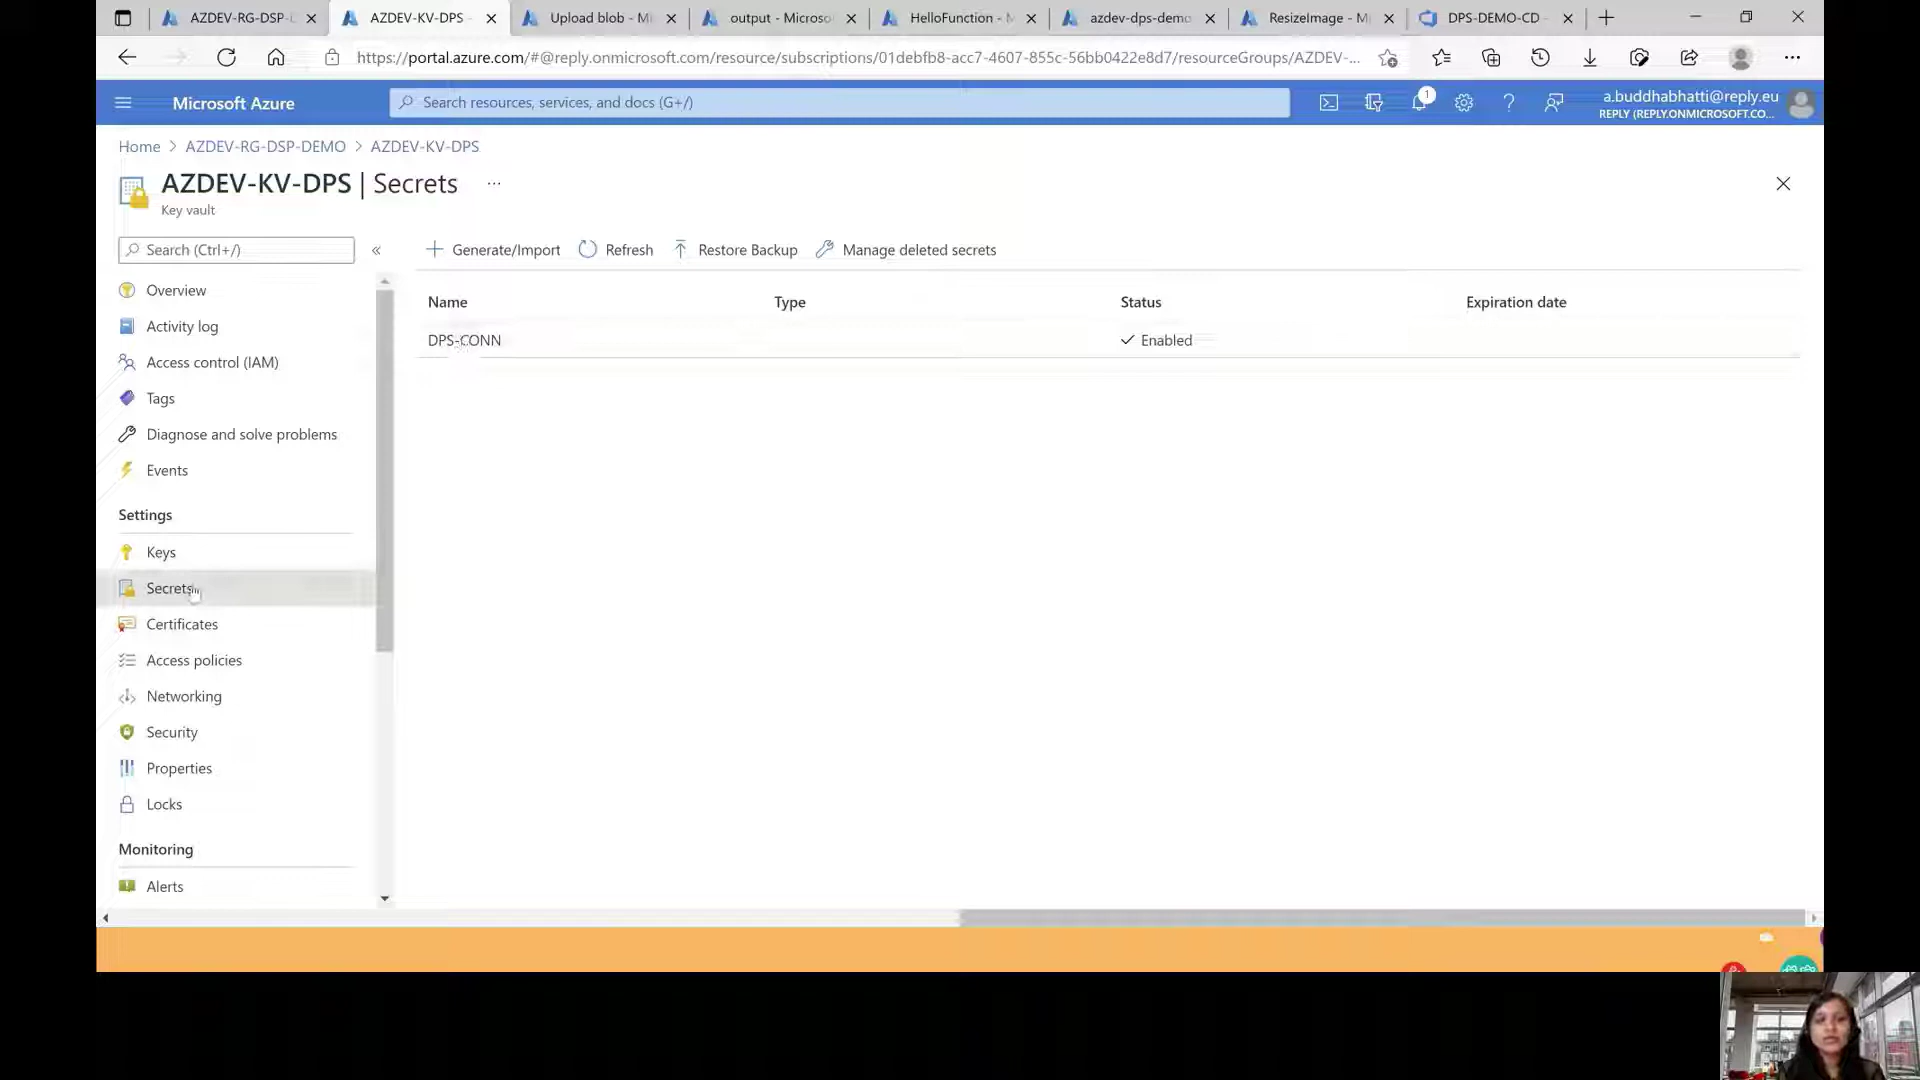 AZDEV-RG-DSP-D
AZDEV-KV-DPS -
Upload blob - Mi
output - Microso
HelloFunction - M
azdev-dps-demo
ResizeImage - Mi
DPS-DEMO-CD -
https://portal.azure.com/#@reply.onmicrosoft.com/resource/subscriptions/01debfb8-acc7-4607-855c-56bb0422e8d7/resourceGroups/AZDEV-...
Microsoft Azure
Search resources, services, and docs (G+/)
1
a.buddhabhatti@reply.eu
REPLY (REPLY.ONMICROSOFT.CO...
Home > AZDEV-RG-DSP-DEMO > AZDEV-KV-DPS
AZDEV-KV-DPS | Secrets ...
Key vault
Search (Ctrl+/)
Generate/Import
Refresh
Restore Backup
Manage deleted secrets
Overview
Activity log
Access control (IAM)
Tags
Diagnose and solve problems
Events
Settings
Keys
Secrets
Certificates
Access policies
Networking
Security
Properties
Locks
Monitoring
Alerts
Name Type Status Expiration date
DPS-CONN Enabled